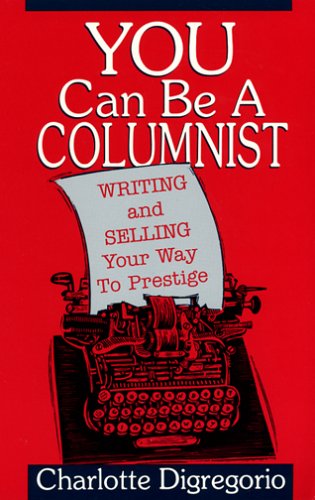 YOU
Can Be A
COLUMNIST
WRITING
and
SELLING
Your Way
To Prestige
Charlotte Digregorio